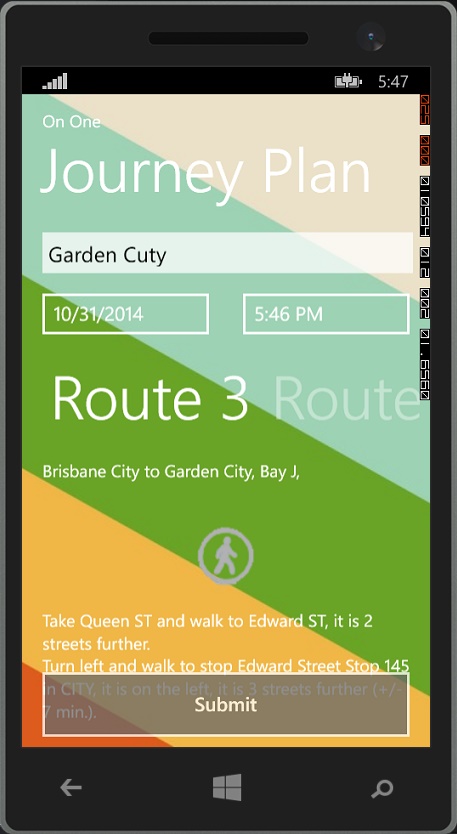 5:47
On One
Journey Plan
Garden Cuty
10/31/2014
5:46 PM
Route 3 Route
Brisbane City to Garden City, Bay J,
Take Queen ST and walk to Edward ST, it is 2
streets further.
Turn left and walk to stop Edward Street Stop 145
in CITY, it is on the left, it is 3 streets further (+/-
7 min.).
Submit